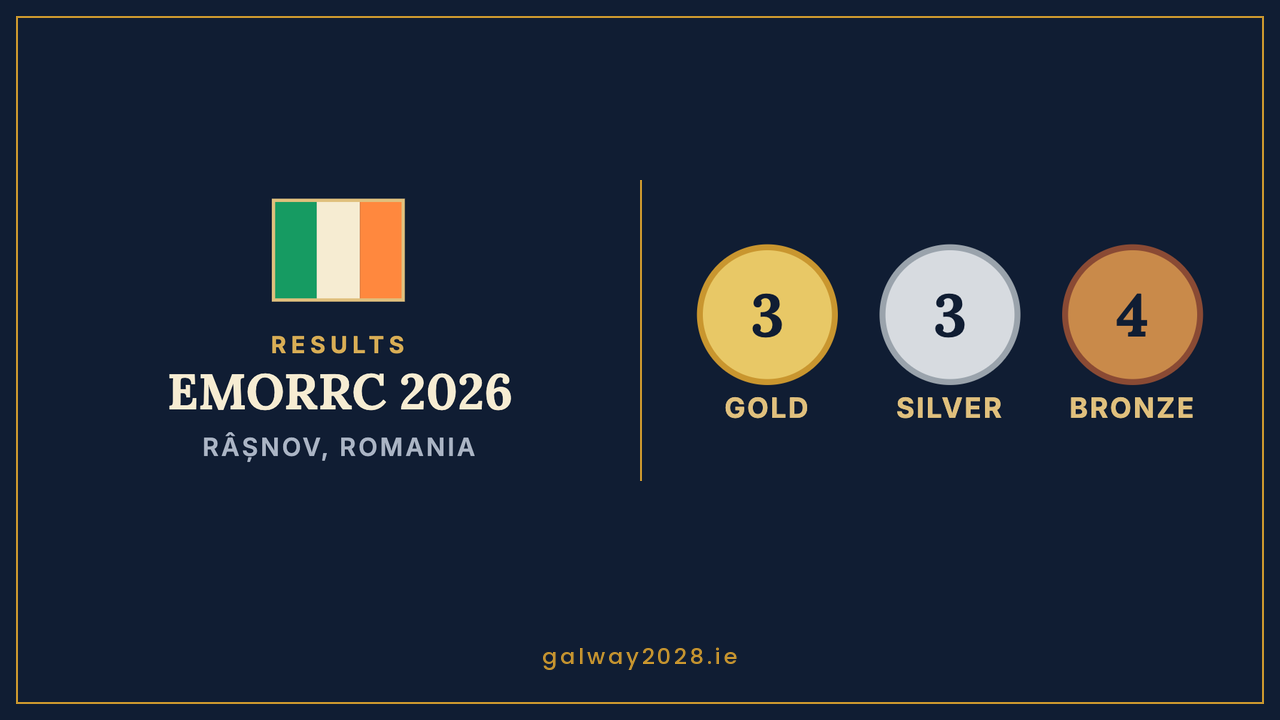 RESULTS
EMORRC 2026
RÂȘNOV, ROMANIA
3
3
4
GOLD
SILVER
BRONZE
galway2028.ie